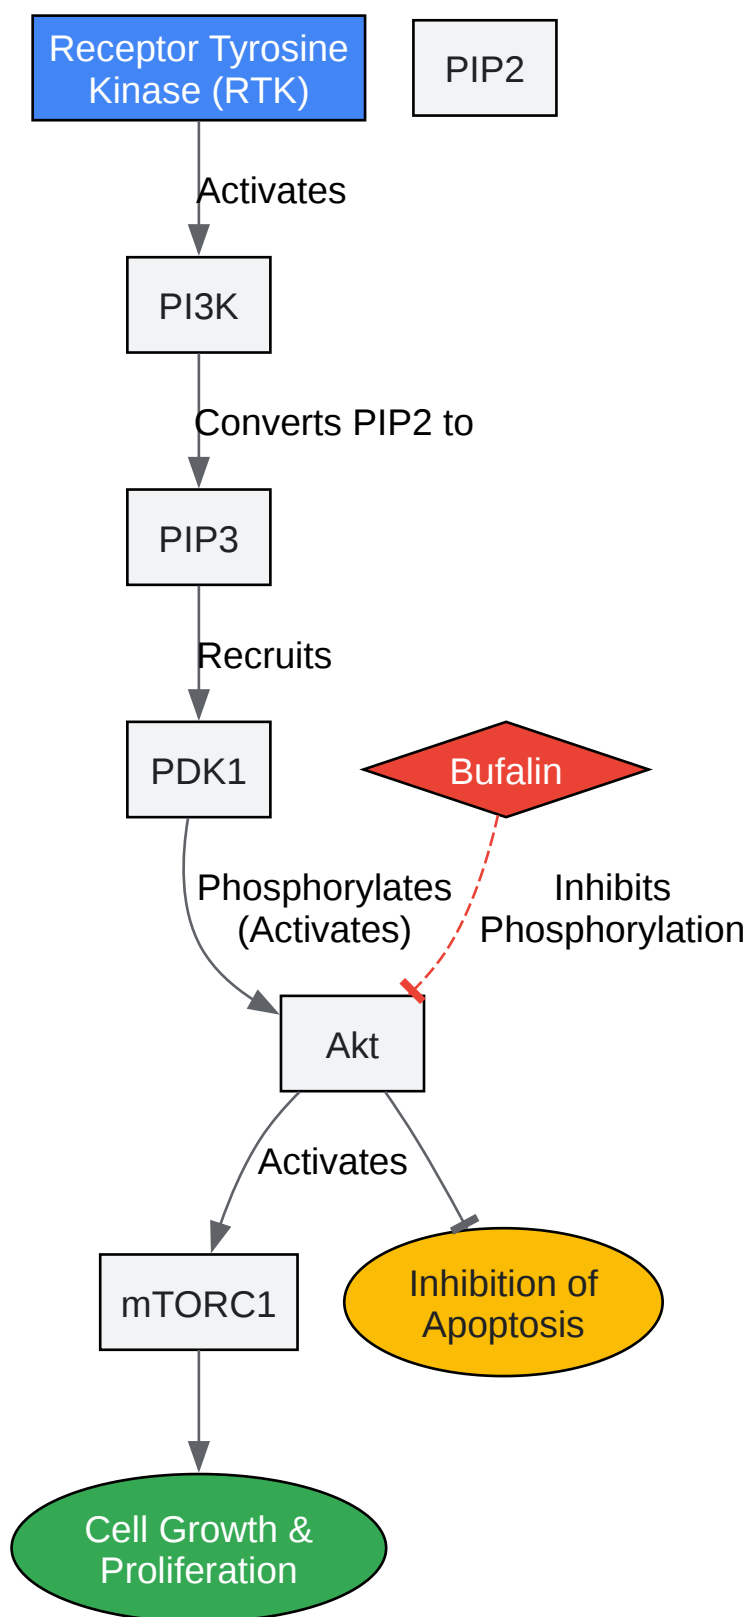 Receptor Tyrosine
Kinase (RTK)
PIP2
Activates
PI3K
Converts PIP2 to
PIP3
Recruits
PDK1
Bufalin
Phosphorylates
(Activates)
Inhibits
Phosphorylation
Akt
Activates
mTORC1
Inhibition of
Apoptosis
Cell Growth &
Proliferation